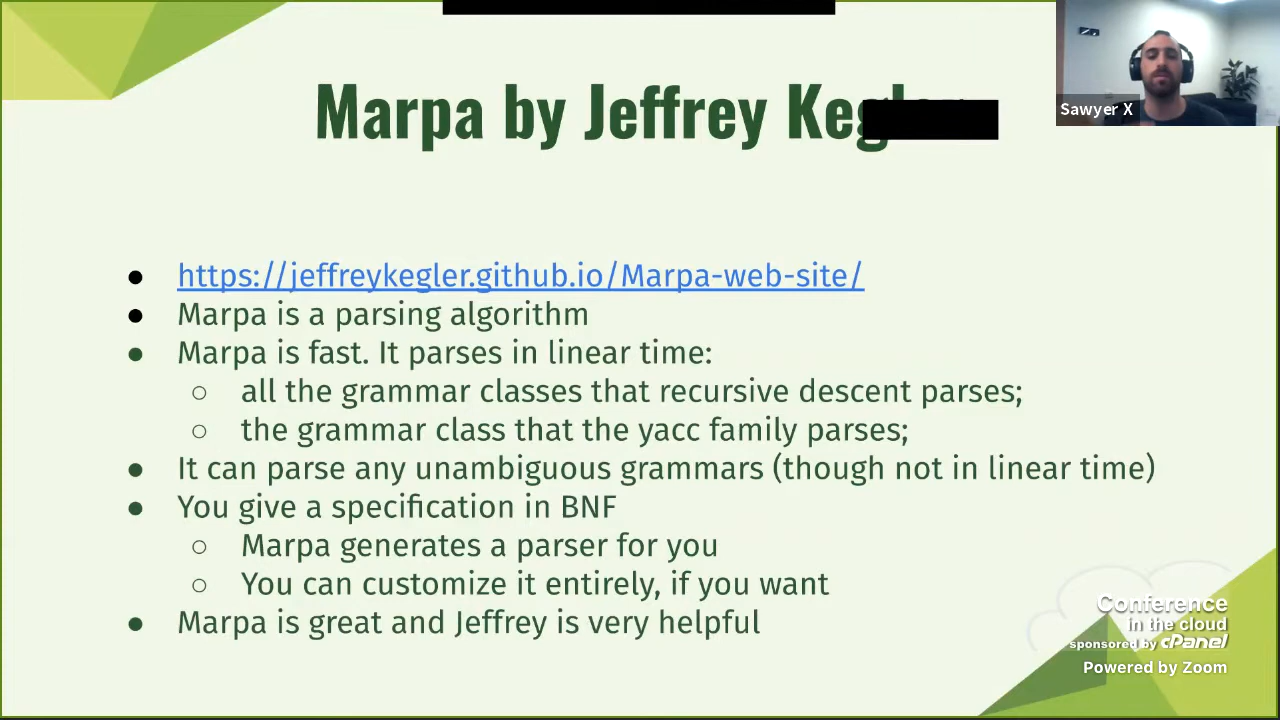 Marpa by Jeffrey
Sawyer X
https://jeffreykegler.github.io/Marpa-web-site/
Marpa is a parsing algorithm
Marpa is fast. It parses in linear time:
all the grammar classes that recursive descent parses;
the grammar class that the yacc family parses;
It can parse any unambiguous grammars (though not in linear time)
You give a specification in BNF
Marpa generates a parser for you
You can customize it entirely, if you want
Marpa is great and Jeffrey is very helpful
Conference
in the cloud
sponsored by cPanel
Powered by Zoom